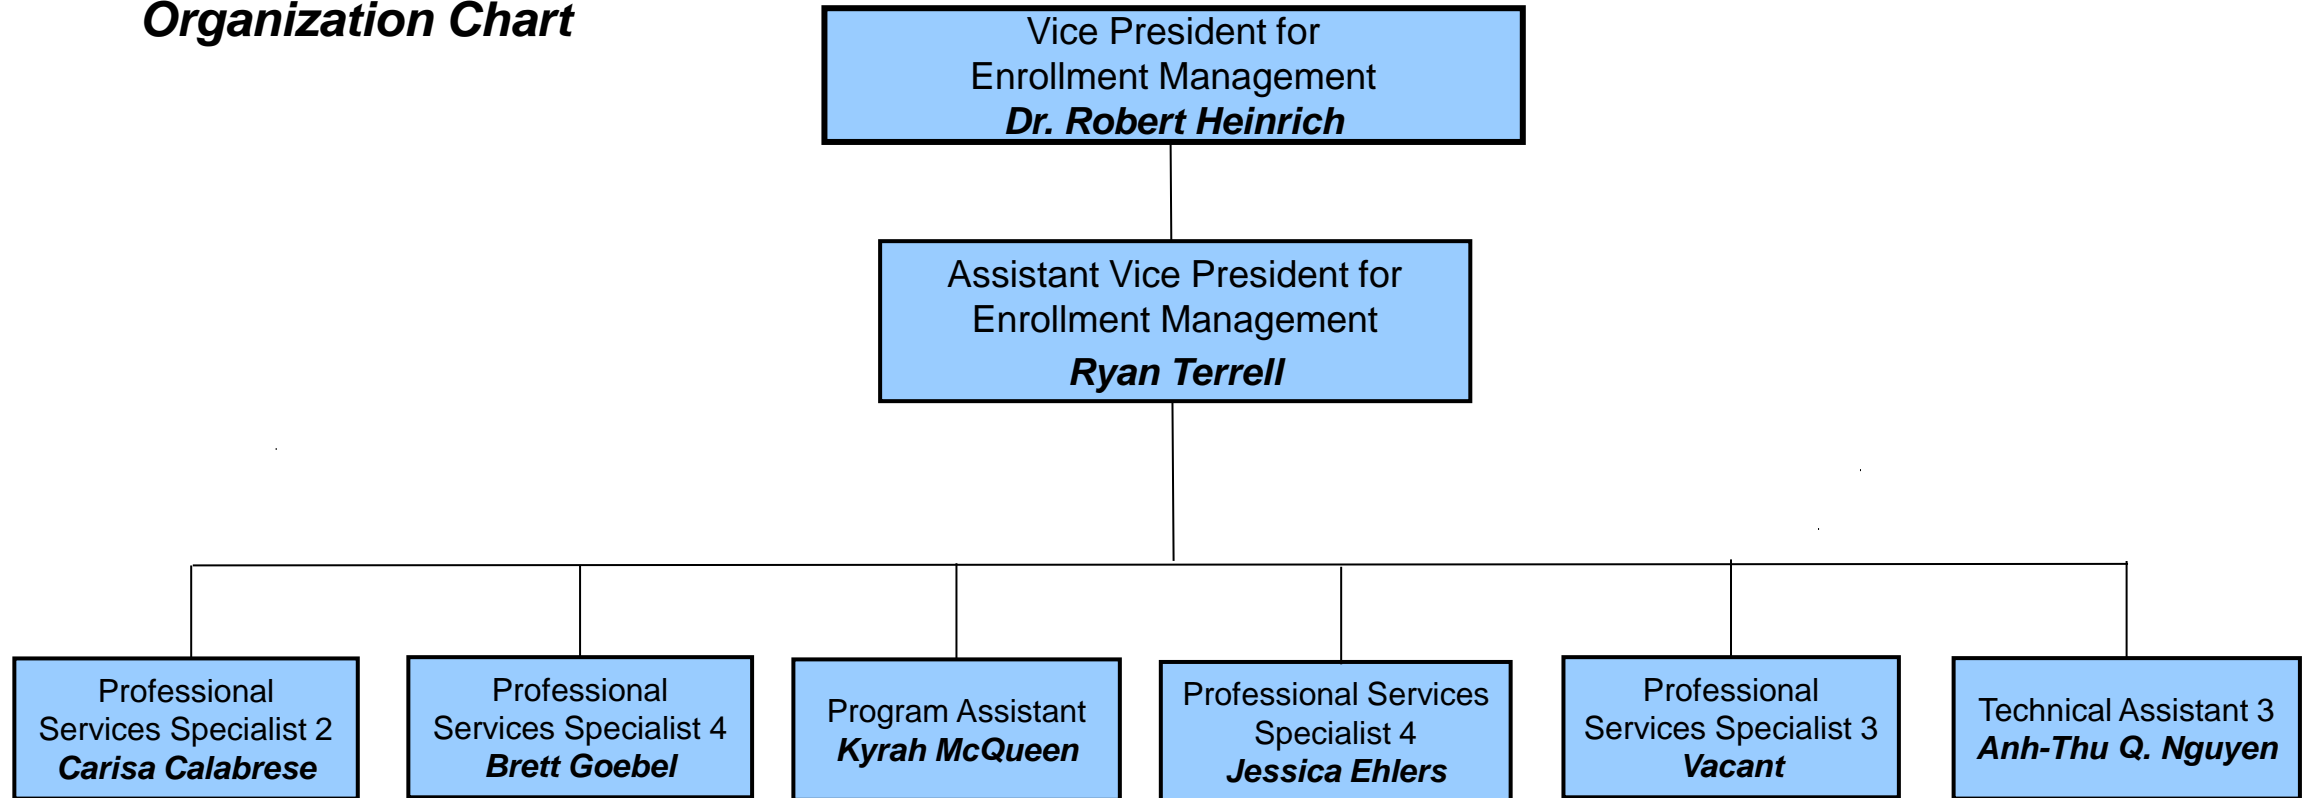 Organization Chart
Vice President for
Enrollment Management
Dr. Robert Heinrich
Assistant Vice President for
Enrollment Management
Ryan Terrell
Professional
Services Specialist 2
Carisa Calabrese
Professional
Services Specialist 4
Brett Goebel
Program Assistant
Kyrah McQueen
Professional Services
Specialist 4
Jessica Ehlers
Professional
Services Specialist 3
Vacant
Technical Assistant 3
Anh-Thu Q. Nguyen